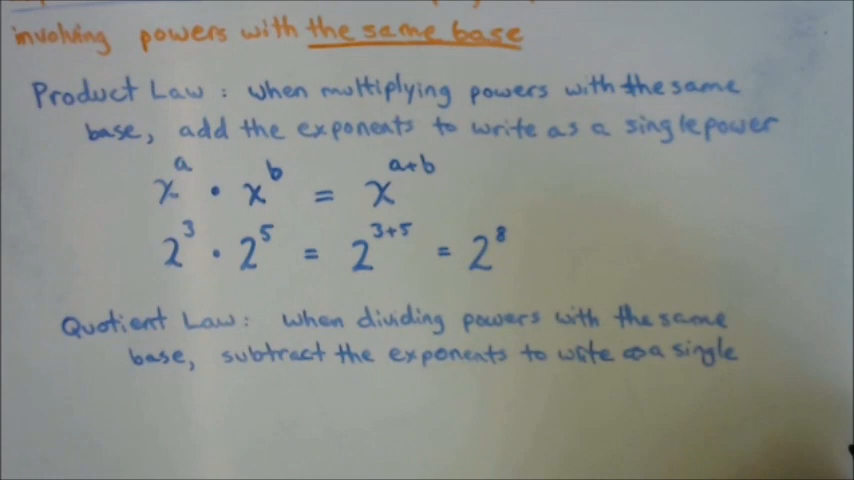 involving powers with the same base
Product Law : when multiplying powers with the same
base, add the exponents to write as a single power
x^a · x^b = x^{a+b}
2^3 · 2^5 = 2^{3+5} = 2^8
Quotient Law : when dividing powers with the same
base, subtract the exponents to write as a single